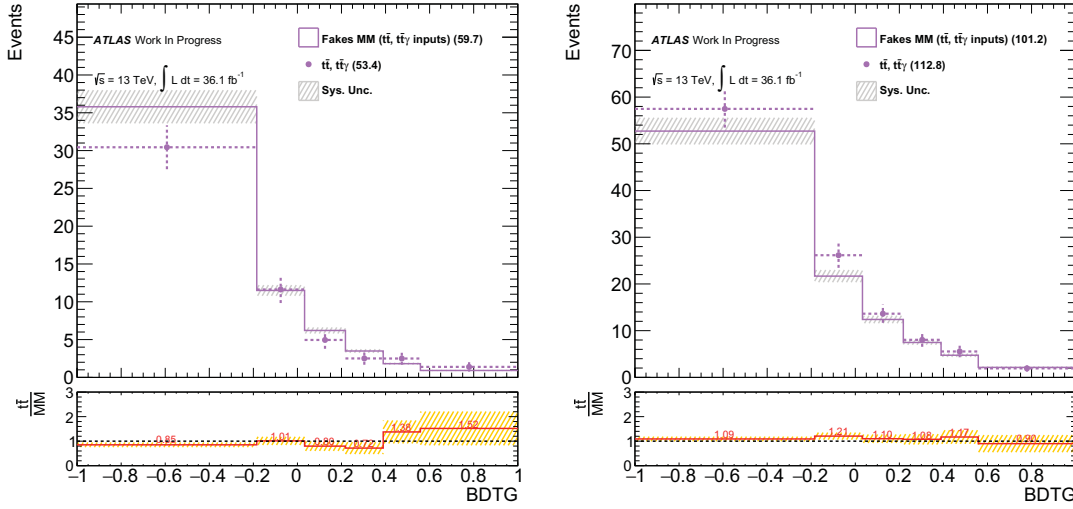 Events
45
40
35
30
25
20
15
10
5
0
ATLAS Work In Progress
√s = 13 TeV, ∫ L dt = 36.1 fb⁻¹
Fakes MM (tt̄, tt̄γ inputs) (59.7)
tt̄, tt̄γ (53.4)
Sys. Unc.
tt̄
MM
3
2
1
0
0.85
1.01
0.80
0.72
1.38
1.52
−1 −0.8 −0.6 −0.4 −0.2 0 0.2 0.4 0.6 0.8 1
BDTG
Events
70
60
50
40
30
20
10
0
ATLAS Work In Progress
√s = 13 TeV, ∫ L dt = 36.1 fb⁻¹
Fakes MM (tt̄, tt̄γ inputs) (101.2)
tt̄, tt̄γ (112.8)
Sys. Unc.
tt̄
MM
3
2
1
0
1.09
1.21
1.10
1.08
1.17
0.90
−1 −0.8 −0.6 −0.4 −0.2 0 0.2 0.4 0.6 0.8 1
BDTG